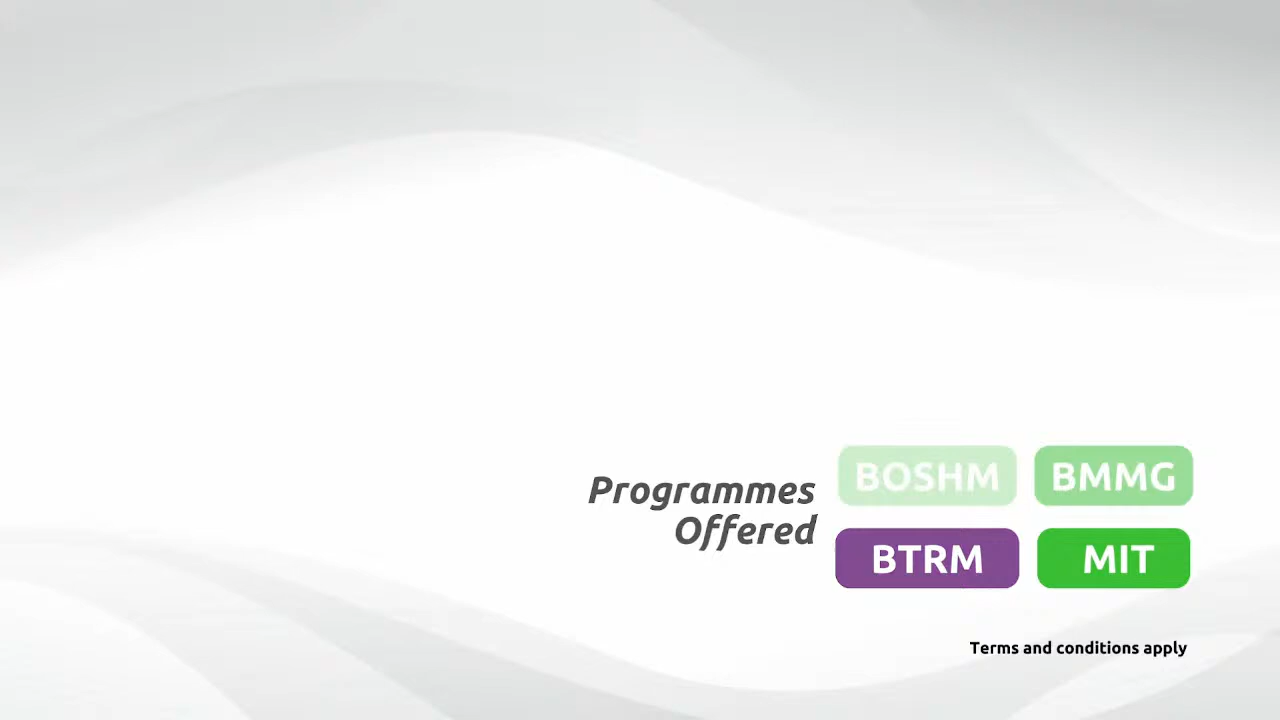 Programmes
Offered
BOSHM BMMG
BTRM MIT
Terms and conditions apply